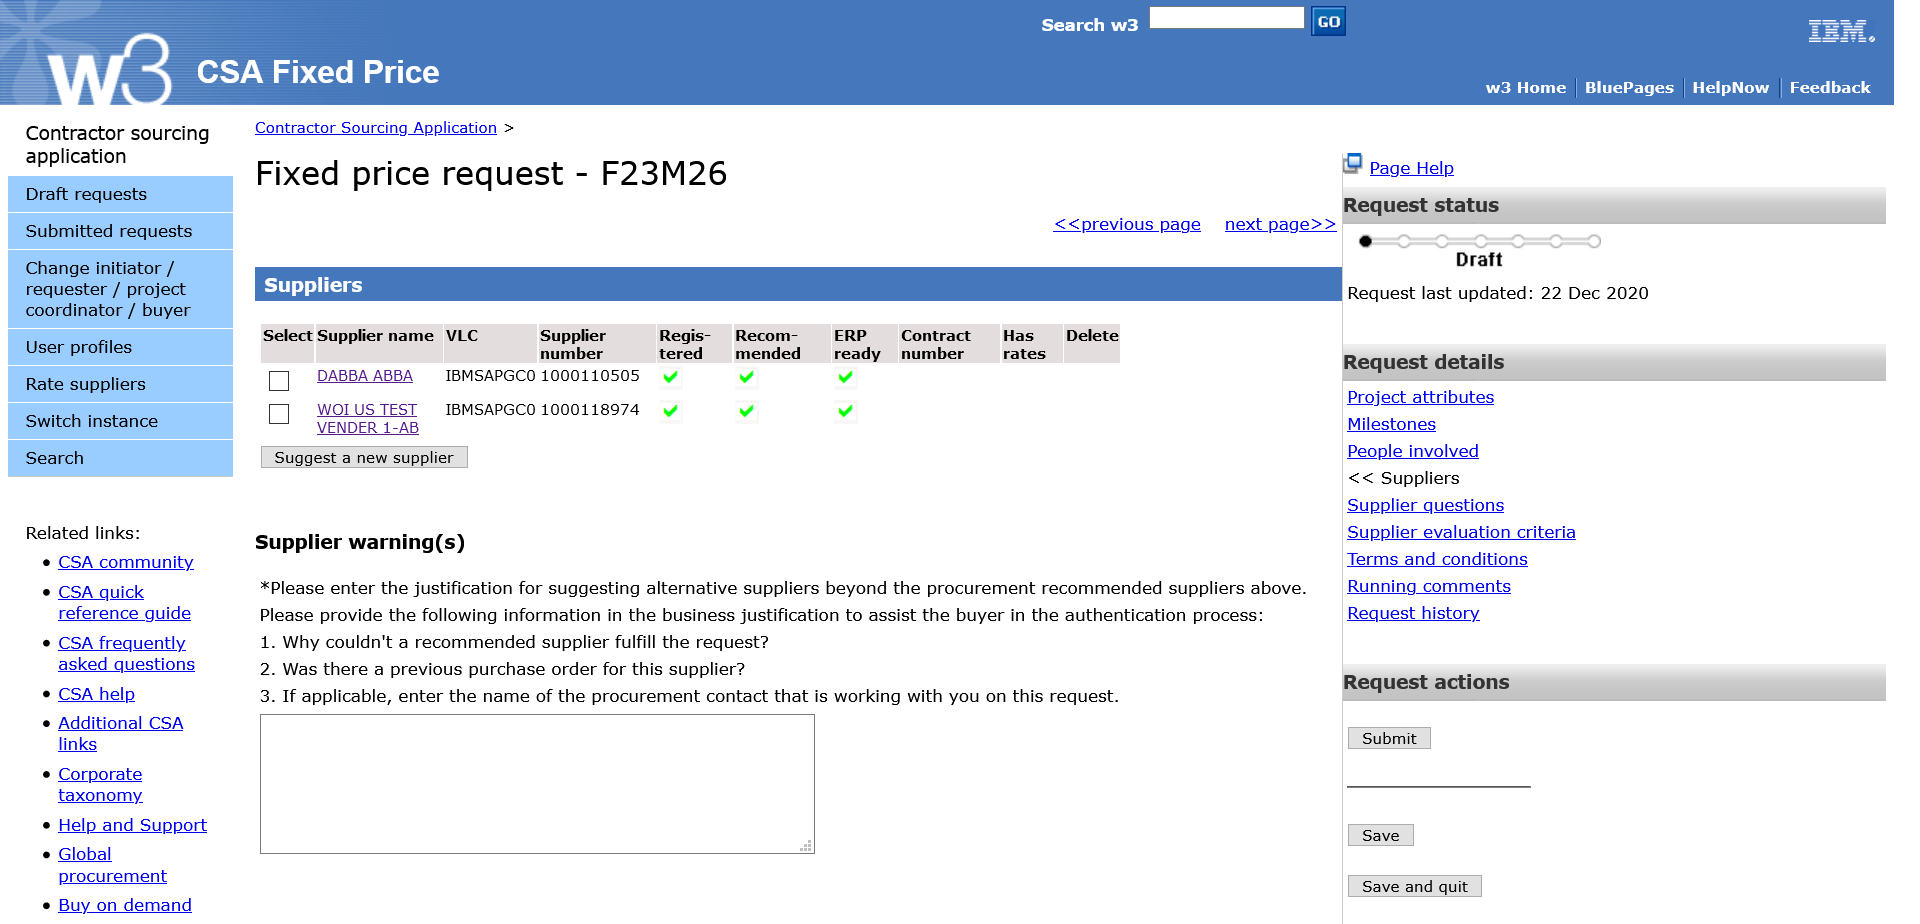 Search w3
GO
IBM.
w3
CSA Fixed Price
w3 Home
BluePages
HelpNow
Feedback
Contractor sourcing
application
Draft requests
Submitted requests
Change initiator /
requester / project
coordinator / buyer
User profiles
Rate suppliers
Switch instance
Search
Related links:
CSA community
CSA quick
reference guide
CSA frequently
asked questions
CSA help
Additional CSA
links
Corporate
taxonomy
Help and Support
Global
procurement
Buy on demand
Contractor Sourcing Application >
Fixed price request - F23M26
<<previous page next page>>
Suppliers
Select Supplier name VLC Supplier number Regis-tered Recom-mended ERP ready Contract number Has rates Delete
DABBA ABBA IBMSAPGC0 1000110505
WOI US TEST IBMSAPGC0 1000118974
VENDER 1-AB
Suggest a new supplier
Supplier warning(s)
*Please enter the justification for suggesting alternative suppliers beyond the procurement recommended suppliers above.
Please provide the following information in the business justification to assist the buyer in the authentication process:
1. Why couldn't a recommended supplier fulfill the request?
2. Was there a previous purchase order for this supplier?
3. If applicable, enter the name of the procurement contact that is working with you on this request.
Page Help
Request status
Draft
Request last updated: 22 Dec 2020
Request details
Project attributes
Milestones
People involved
<< Suppliers
Supplier questions
Supplier evaluation criteria
Terms and conditions
Running comments
Request history
Request actions
Submit
Save
Save and quit